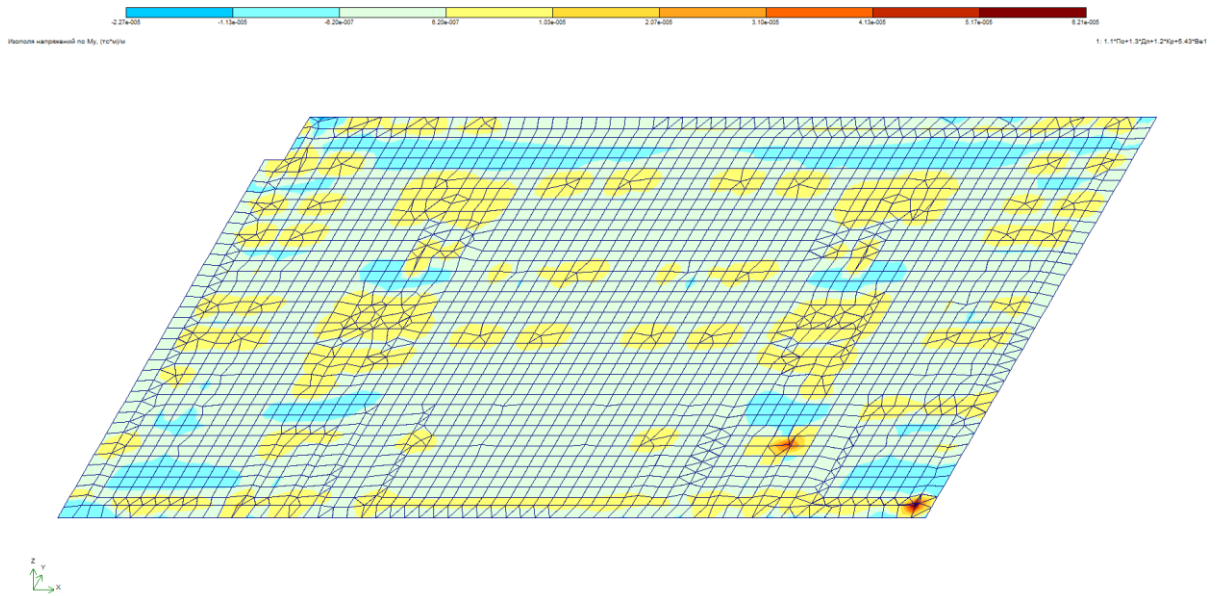 -2.27e-005 -1.13e-005 -6.20e-007 6.20e-007 1.03e-005 2.07e-005 3.10e-005 4.13e-005 5.17e-005 6.21e-005
Изополя напряжений по My, (тс*м)/м
1: 1.1*По+1.3*Дл+1.2*Кр+5.43*Ве1
Z
Y
X